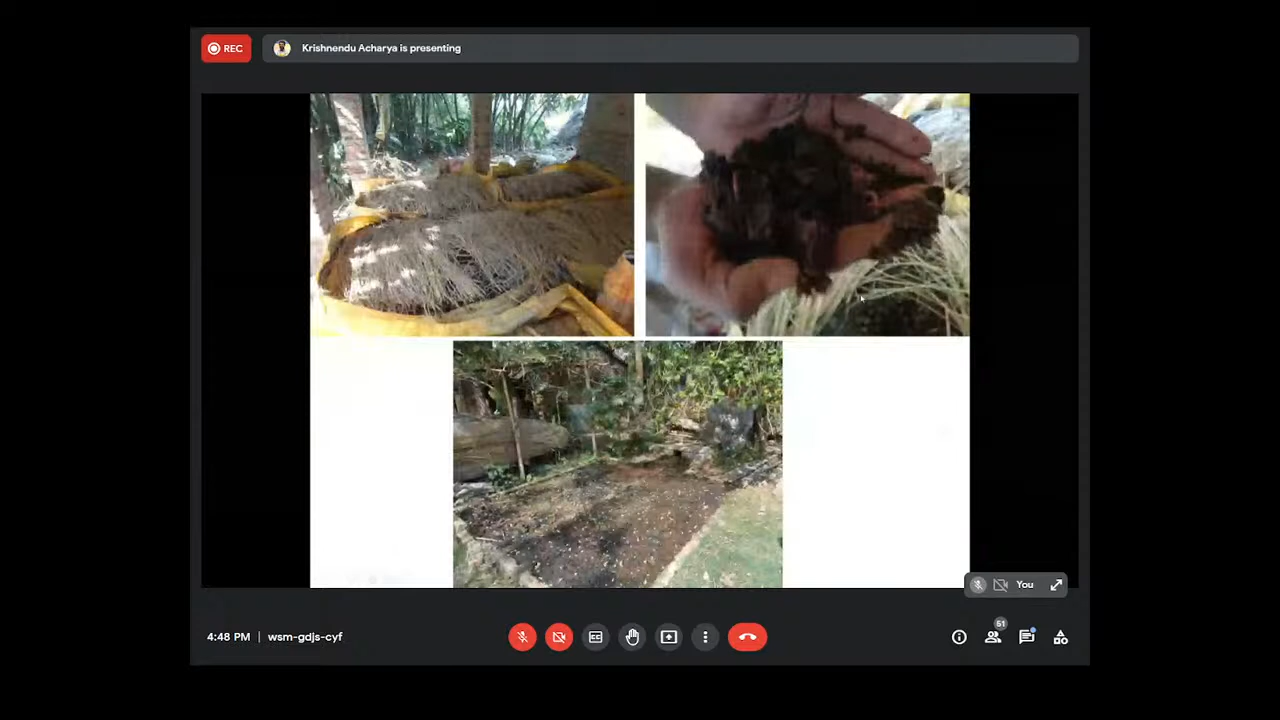 REC
Krishnendu Acharya is presenting
You
4:48 PM | wsm-gdjs-cyf
51